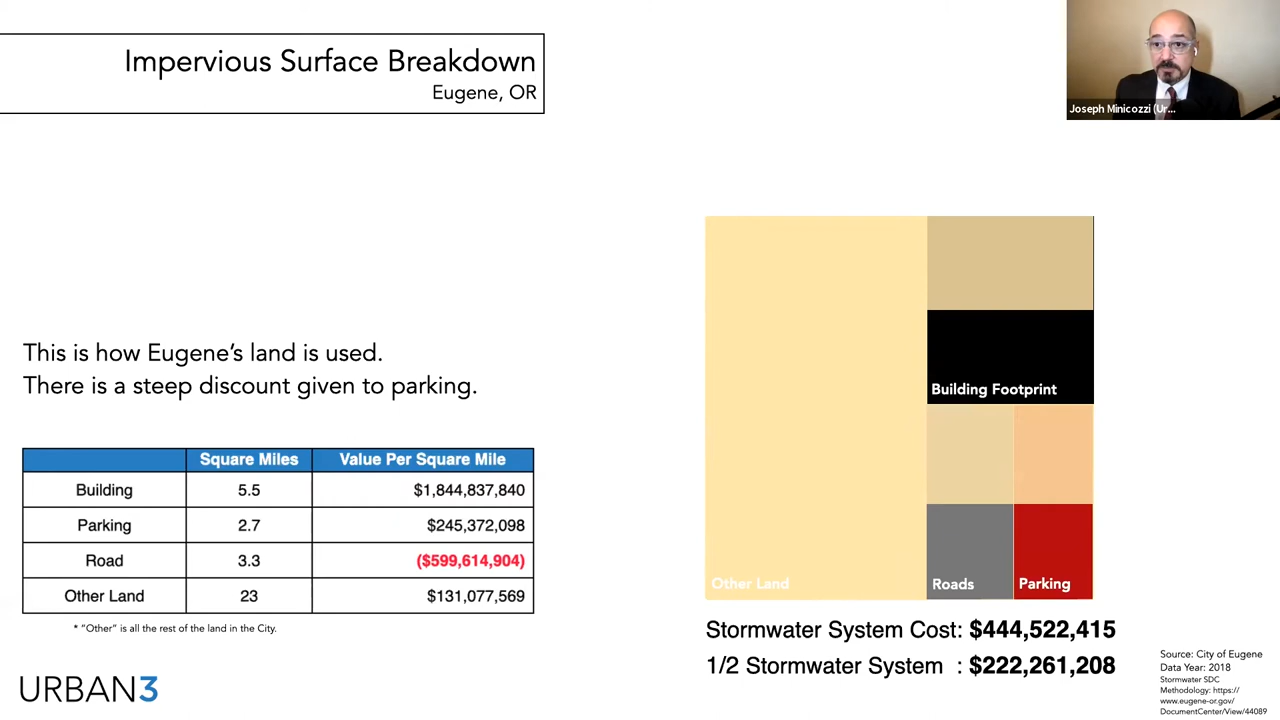 Impervious Surface Breakdown
Eugene, OR
Joseph Minicozzi (Ur...
This is how Eugene's land is used.
There is a steep discount given to parking.
Square Miles Value Per Square Mile
Building 5.5 $1,844,837,840
Parking 2.7 $245,372,098
Road 3.3 ($599,614,904)
Other Land 23 $131,077,569
* "Other" is all the rest of the land in the City.
Building Footprint
Other Land
Roads
Parking
Stormwater System Cost: $444,522,415
1/2 Stormwater System : $222,261,208
Source: City of Eugene
Data Year: 2018
Stormwater SDC
Methodology: https://
www.eugene-or.gov/
DocumentCenter/View/44089
URBAN3